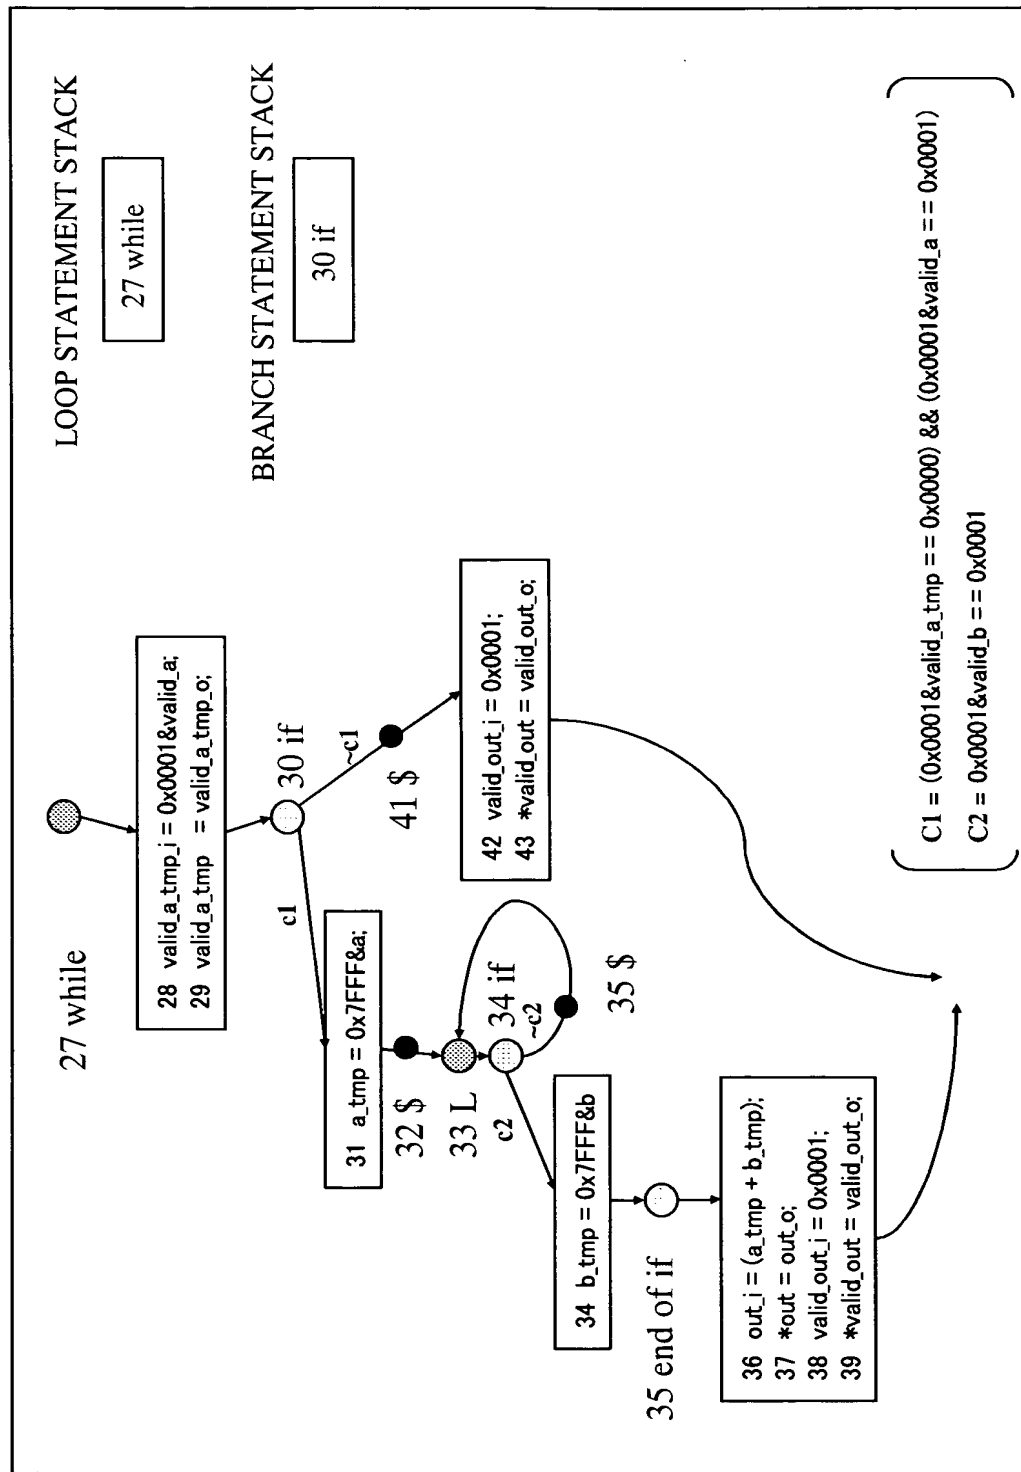 LOOP STATEMENT STACK
27 while
BRANCH STATEMENT STACK
30 if
27 while
28 valid_a_tmp_i = 0x0001&valid_a;
29 valid_a_tmp = valid_a_tmp_o;
30 if
c1
~c1
41 $
31 a_tmp = 0x7FFF&a;
42 valid_out_i = 0x0001;
43 *valid_out = valid_out_o;
32 $
33 L
34 if
c2
~c2
35 $
34 b_tmp = 0x7FFF&b
35 end of if
36 out_i = (a_tmp + b_tmp);
37 *out = out_o;
38 valid_out_i = 0x0001;
39 *valid_out = valid_out_o;
C1 = (0x0001&valid_a_tmp == 0x0000) && (0x0001&valid_a == 0x0001)
C2 = 0x0001&valid_b == 0x0001